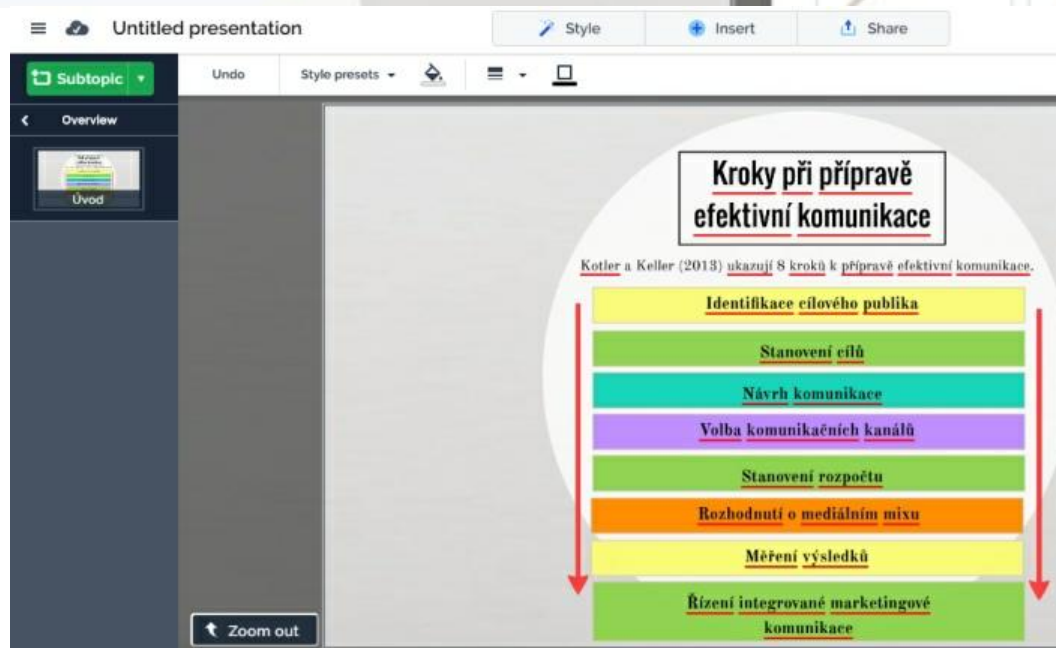 Untitled presentation
Style
Insert
Share
Subtopic
Undo
Style presets
Overview
Úvod
Kroky při přípravě
efektivní komunikace
Kotler a Keller (2013) ukazují 8 kroků k přípravě efektivní komunikace.
Identifikace cílového publika
Stanovení cílů
Návrh komunikace
Volba komunikačních kanálů
Stanovení rozpočtu
Rozhodnutí o mediálním mixu
Měření výsledků
Řízení integrované marketingové
komunikace
Zoom out